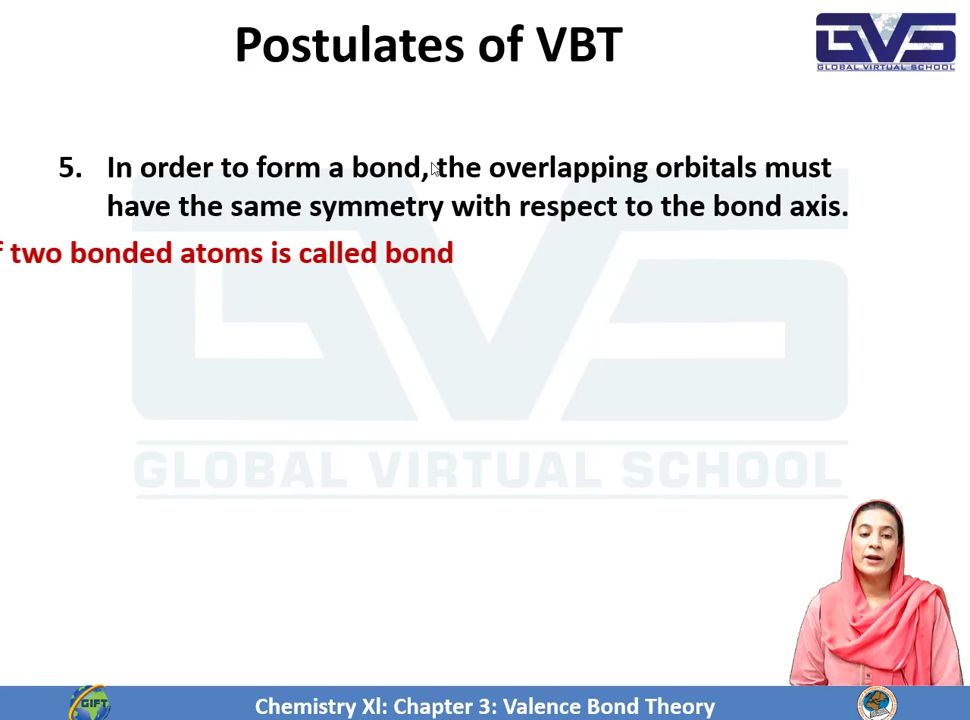 Postulates of VBT
GVS
GLOBAL VIRTUAL SCHOOL
5. In order to form a bond, the overlapping orbitals must
have the same symmetry with respect to the bond axis.
two bonded atoms is called bond
GVS
GLOBAL VIRTUAL SCHOOL
GIFT
Chemistry XI: Chapter 3: Valence Bond Theory